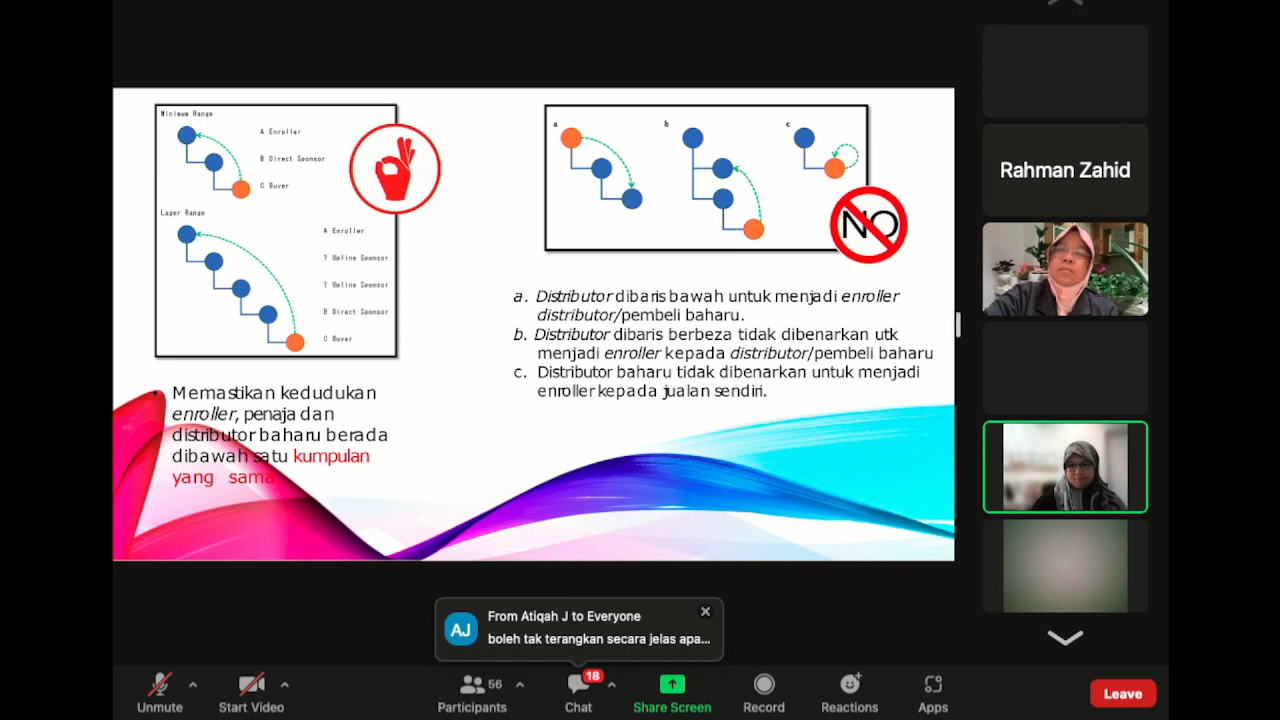 Minimum Range
A Enroller
B Direct Sponsor
C Buyer
Lager Range
A Enroller
? Upline Sponsor
? Upline Sponsor
B Direct Sponsor
C Buyer
• Memastikan kedudukan
enroller, penaja dan
distributor baharu berada
dibawah satu kumpulan
yang sama
a b c
NO
a. Distributor dibaris bawah untuk menjadi enroller
distributor/pembeli baharu.
b. Distributor dibaris berbeza tidak dibenarkan utk
menjadi enroller kepada distributor/pembeli baharu
c. Distributor baharu tidak dibenarkan untuk menjadi
enroller kepada jualan sendiri.
Rahman Zahid
AJ
From Atiqah J to Everyone
boleh tak terangkan secara jelas apa...
Unmute
Start Video
56
Participants
18
Chat
Share Screen
Record
Reactions
Apps
Leave